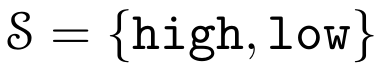 𝒮 = {high, low}